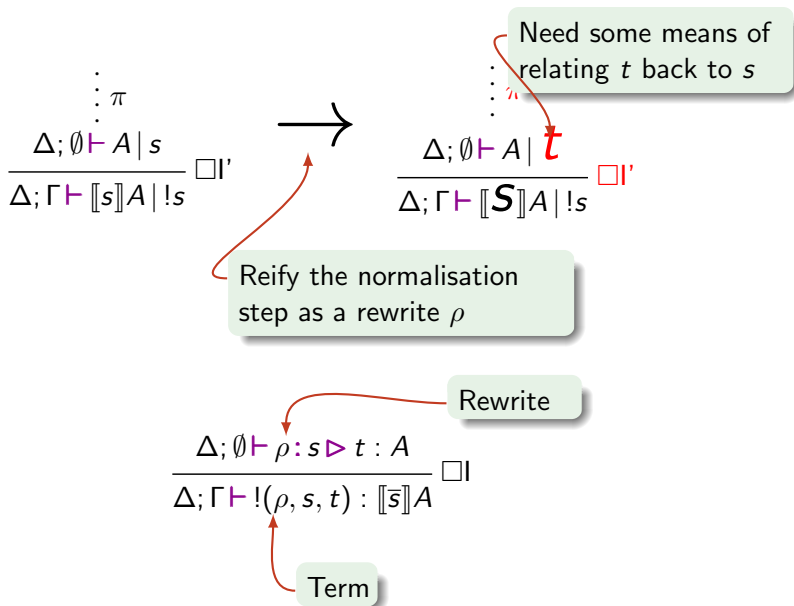 Need some means of
relating t back to s
π
Δ; ∅ ⊢ A | s
□I'
Δ; Γ ⊢ ⟦s⟧A | !s
Δ; ∅ ⊢ A | t
□I'
Δ; Γ ⊢ ⟦s⟧A | !s
Reify the normalisation
step as a rewrite ρ
Rewrite
Δ; ∅ ⊢ ρ : s ▷ t : A
□I
Δ; Γ ⊢ !(ρ, s, t) : ⟦s̅⟧A
Term